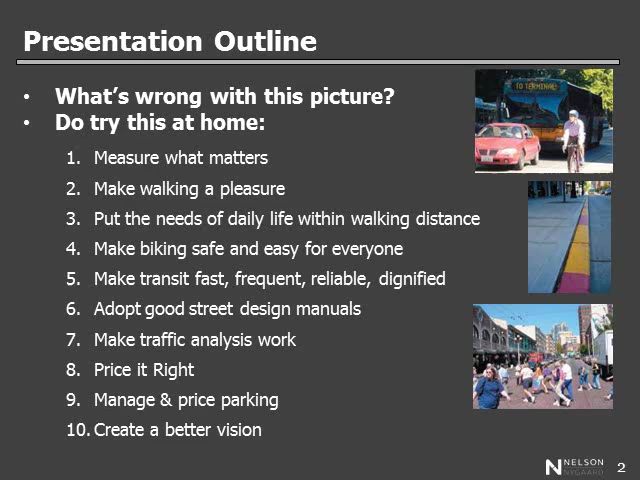 Presentation Outline
• What's wrong with this picture?
• Do try this at home:
1. Measure what matters
2. Make walking a pleasure
3. Put the needs of daily life within walking distance
4. Make biking safe and easy for everyone
5. Make transit fast, frequent, reliable, dignified
6. Adopt good street design manuals
7. Make traffic analysis work
8. Price it Right
9. Manage & price parking
10. Create a better vision
TO TERMINAL
N NELSON
NYGAARD
2